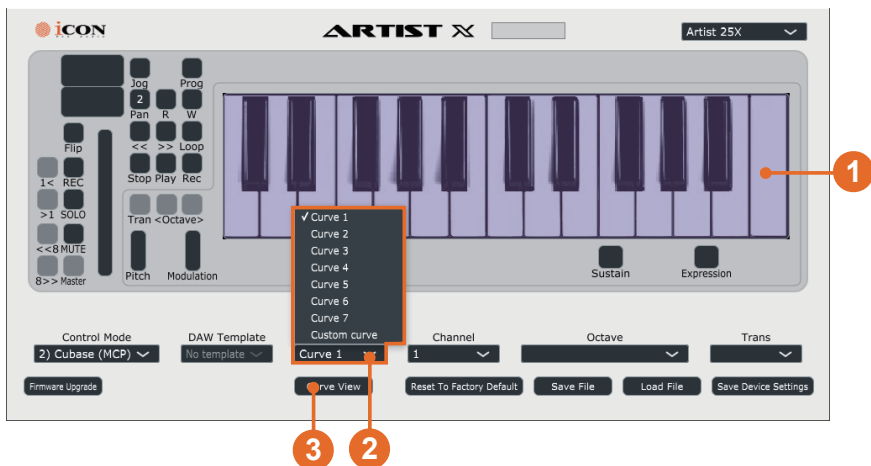 icon
PRO AUDIO
ARTIST X
Artist 25X
Jog Prog
2
Pan R W
Flip
<< >> Loop
Stop Play Rec
1< REC
>1 SOLO
<<8 MUTE
8>> Master
Tran <Octave>
Pitch Modulation
✓ Curve 1
Curve 2
Curve 3
Curve 4
Curve 5
Curve 6
Curve 7
Custom curve
Sustain Expression
1
Control Mode DAW Template Channel Octave Trans
2) Cubase (MCP) No template Curve 1 1
Firmware Upgrade Curve View Reset To Factory Default Save File Load File Save Device Settings
3 2